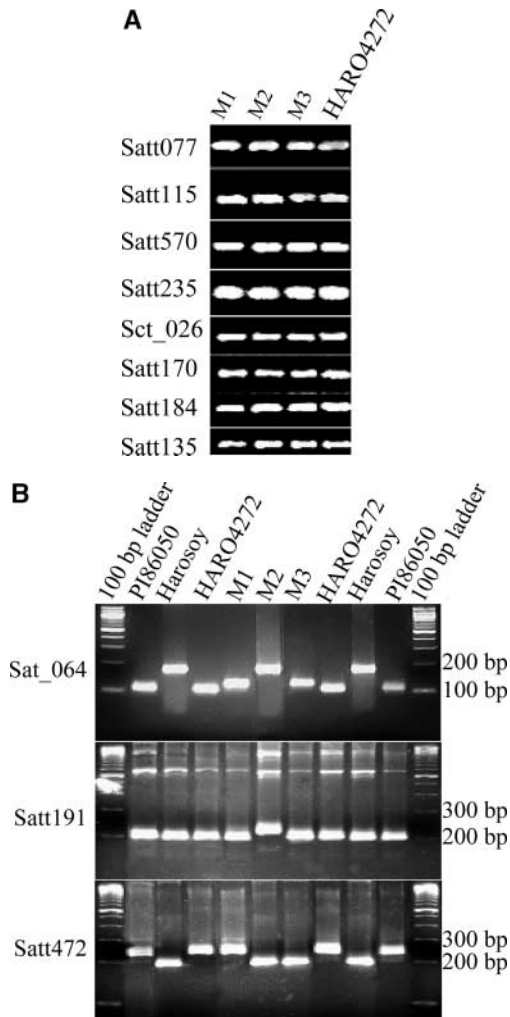 A
M1 M2 M3 HARO4272
Satt077
Satt115
Satt570
Satt235
Sct_026
Satt170
Satt184
Satt135
B
100 bp ladder PI86050 Harosoy HARO4272 M1 M2 M3 HARO4272 Harosoy PI86050 100 bp ladder
Sat_064
200 bp
100 bp
Satt191
300 bp
200 bp
Satt472
300 bp
200 bp